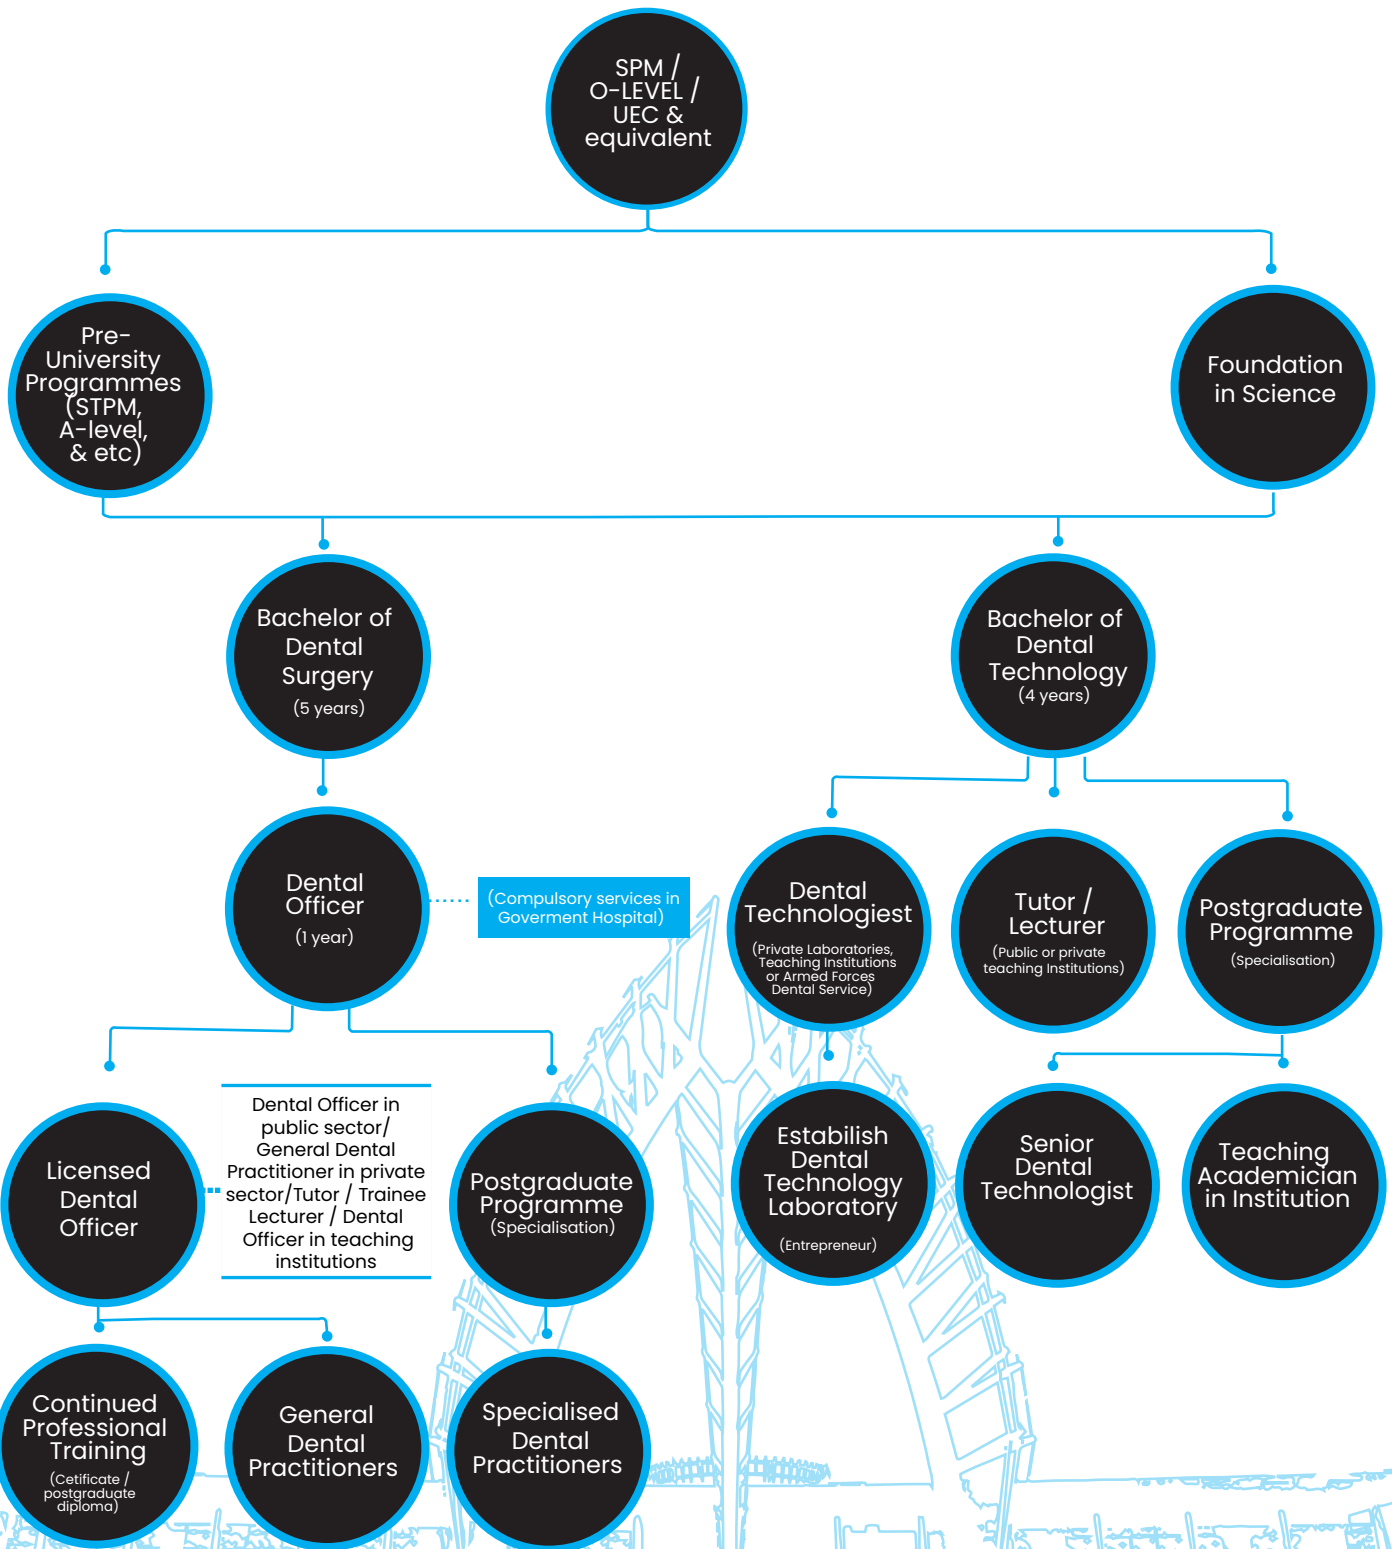 SPM /
O-LEVEL /
UEC &
equivalent
Pre-
University
Programmes
(STPM,
A-level,
& etc)
Foundation
in Science
Bachelor of
Dental
Surgery
(5 years)
Bachelor of
Dental
Technology
(4 years)
Dental
Officer
(1 year)
(Compulsory services in
Goverment Hospital)
Dental
Technologiest
(Private Laboratories,
Teaching Institutions
or Armed Forces
Dental Service)
Tutor /
Lecturer
(Public or private
teaching Institutions)
Postgraduate
Programme
(Specialisation)
Licensed
Dental
Officer
Dental Officer in
public sector/
General Dental
Practitioner in private
sector/Tutor / Trainee
Lecturer / Dental
Officer in teaching
institutions
Postgraduate
Programme
(Specialisation)
Estabilish
Dental
Technology
Laboratory
(Entrepreneur)
Senior
Dental
Technologist
Teaching
Academician
in Institution
Continued
Professional
Training
(Cetificate /
postgraduate
diploma)
General
Dental
Practitioners
Specialised
Dental
Practitioners